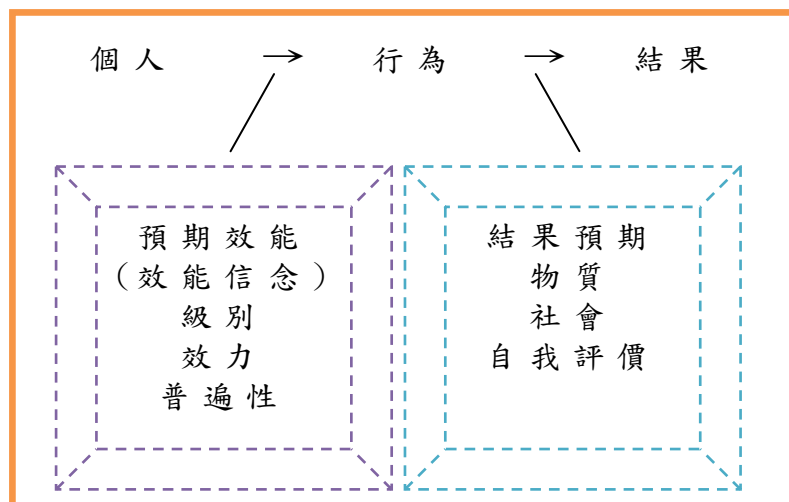 個人 → 行為 → 結果
預期效能
（效能信念）
級別
效力
普遍性
結果預期
物質
社會
自我評價